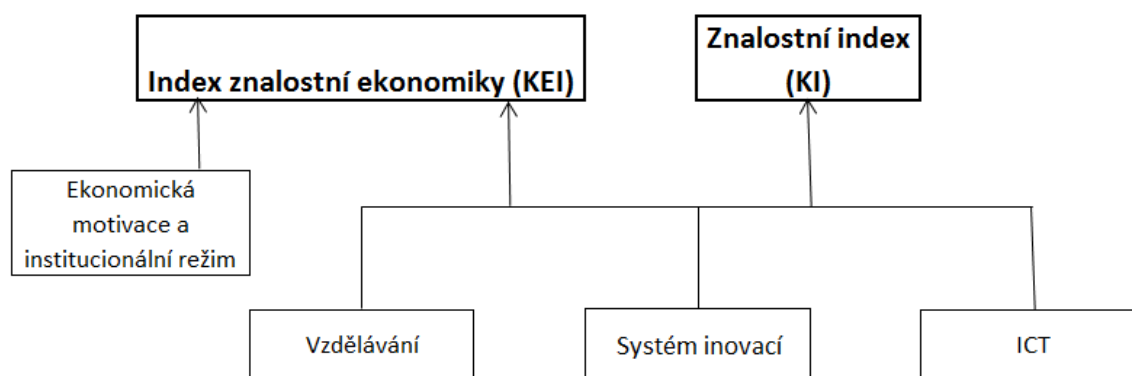 Index znalostní ekonomiky (KEI)
Znalostní index
(KI)
Ekonomická
motivace a
institucionální režim
Vzdělávání
Systém inovací
ICT